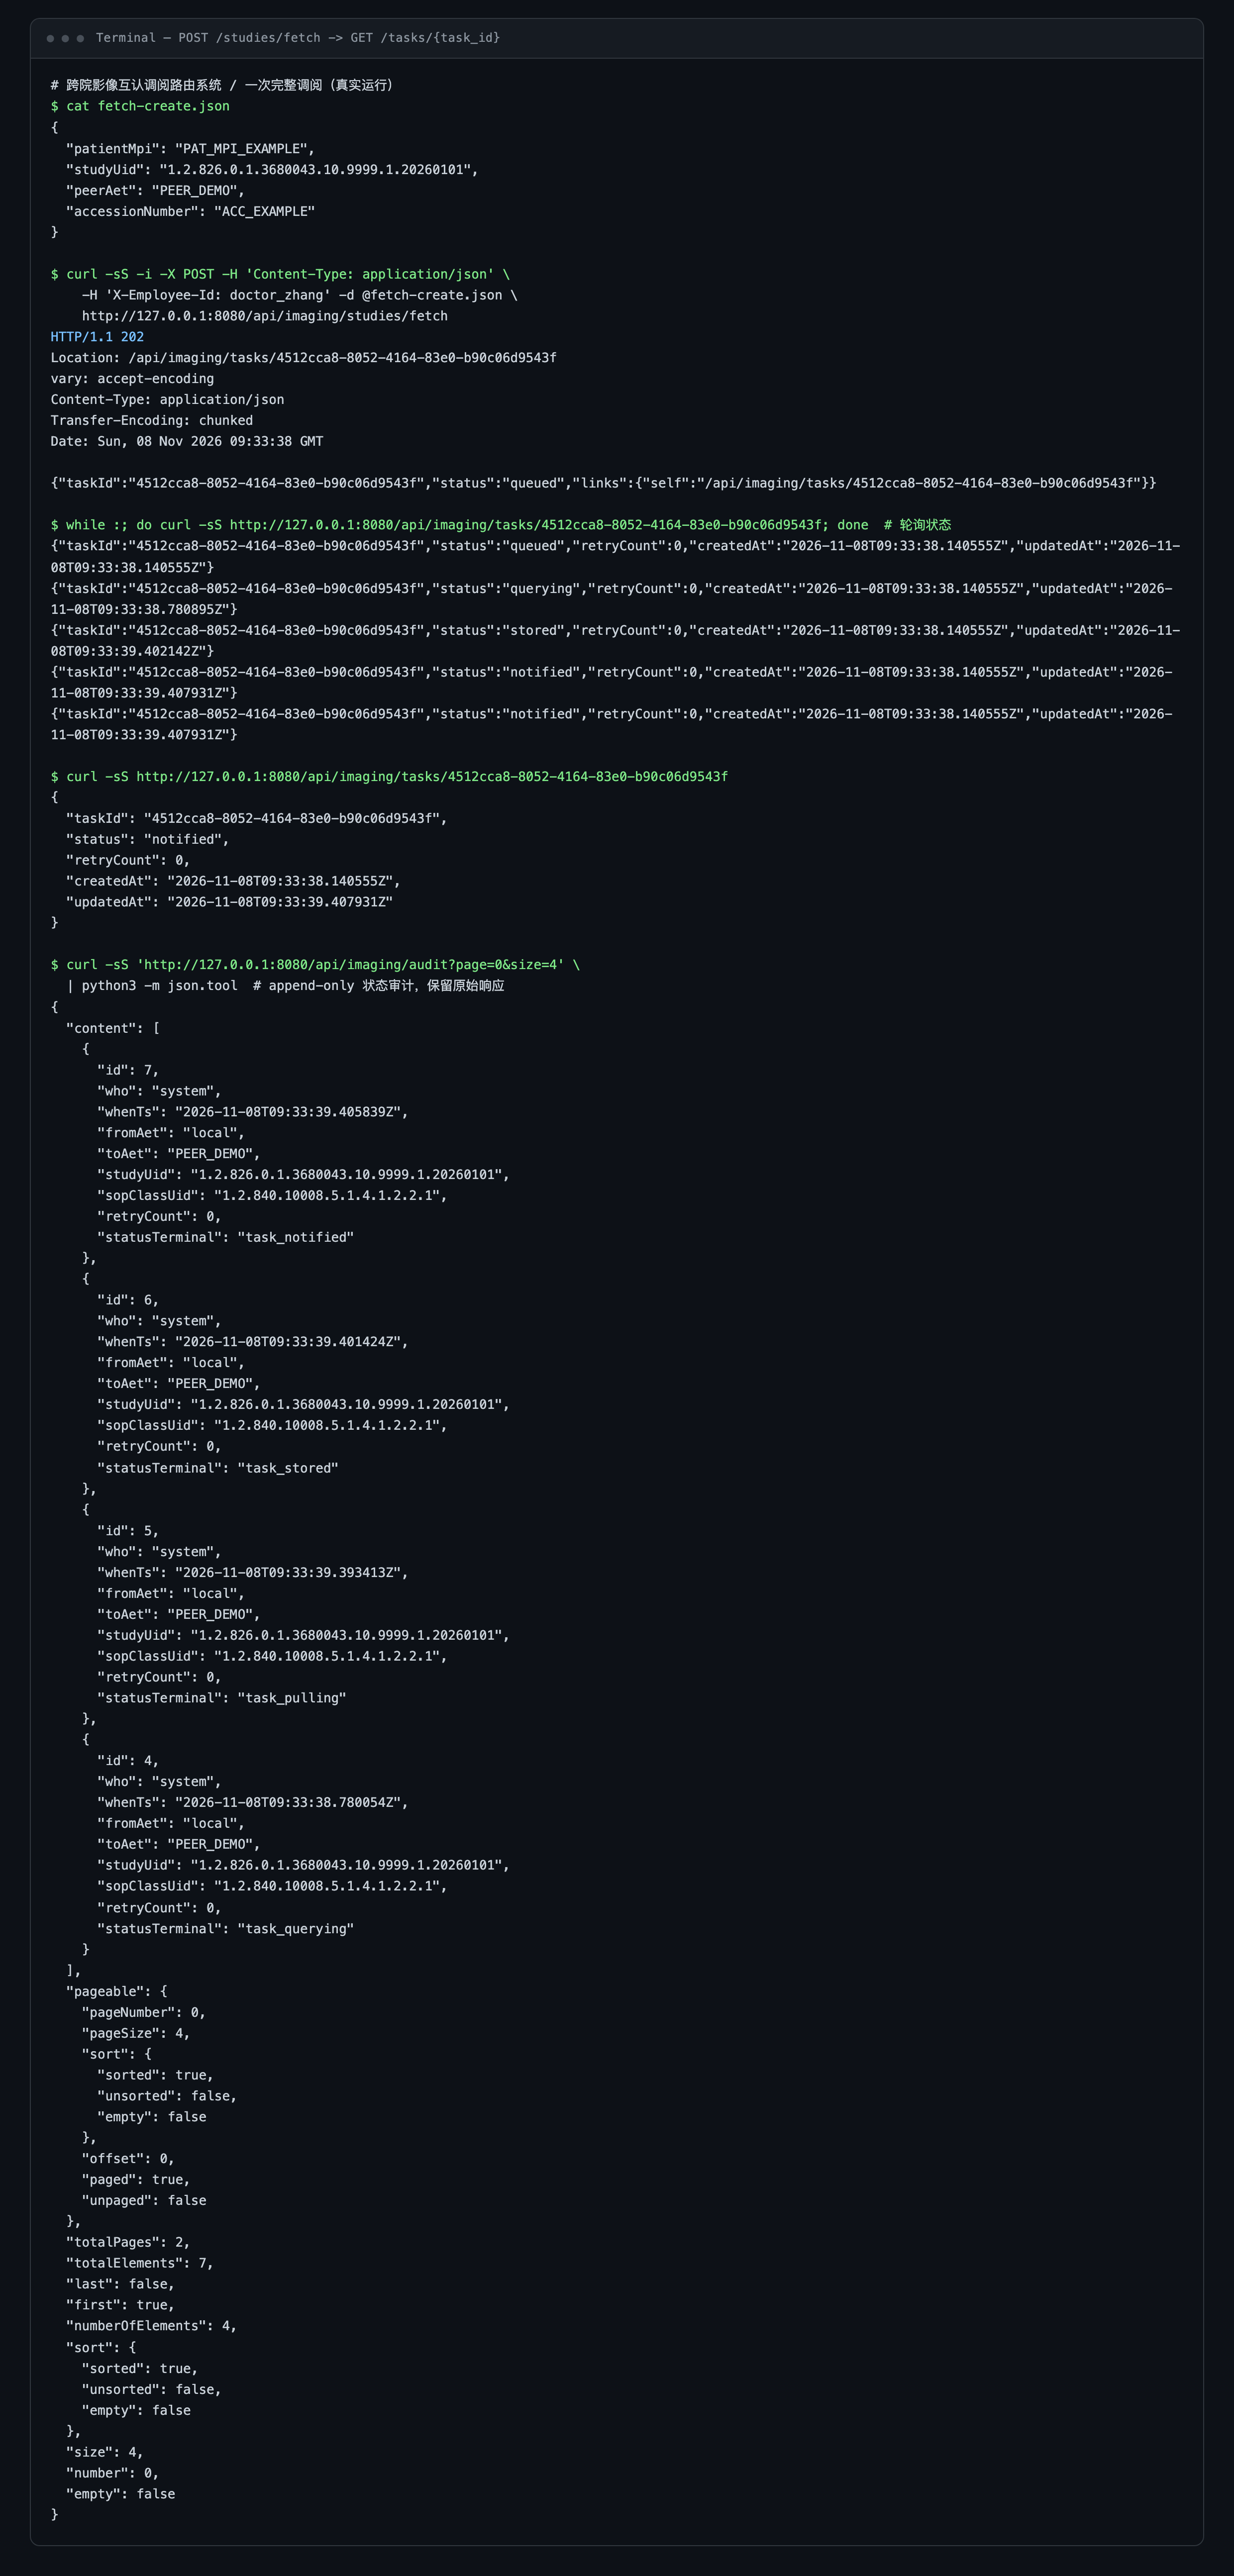 Terminal — POST /studies/fetch -> GET /tasks/{task_id}
# 跨院影像互认调阅路由系统 / 一次完整调阅（真实运行）
$ cat fetch-create.json
{
  "patientMpi": "PAT_MPI_EXAMPLE",
  "studyUid": "1.2.826.0.1.3680043.10.9999.1.20260101",
  "peerAet": "PEER_DEMO",
  "accessionNumber": "ACC_EXAMPLE"
}
$ curl -sS -i -X POST -H 'Content-Type: application/json' \
    -H 'X-Employee-Id: doctor_zhang' -d @fetch-create.json \
    http://127.0.0.1:8080/api/imaging/studies/fetch
HTTP/1.1 202
Location: /api/imaging/tasks/4512cca8-8052-4164-83e0-b90c06d9543f
vary: accept-encoding
Content-Type: application/json
Transfer-Encoding: chunked
Date: Sun, 08 Nov 2026 09:33:38 GMT
{"taskId":"4512cca8-8052-4164-83e0-b90c06d9543f","status":"queued","links":{"self":"/api/imaging/tasks/4512cca8-8052-4164-83e0-b90c06d9543f"}}
$ while :; do curl -sS http://127.0.0.1:8080/api/imaging/tasks/4512cca8-8052-4164-83e0-b90c06d9543f; done  # 轮询状态
{"taskId":"4512cca8-8052-4164-83e0-b90c06d9543f","status":"queued","retryCount":0,"createdAt":"2026-11-08T09:33:38.140555Z","updatedAt":"2026-11-
08T09:33:38.140555Z"}
{"taskId":"4512cca8-8052-4164-83e0-b90c06d9543f","status":"querying","retryCount":0,"createdAt":"2026-11-08T09:33:38.140555Z","updatedAt":"2026-
11-08T09:33:38.780895Z"}
{"taskId":"4512cca8-8052-4164-83e0-b90c06d9543f","status":"stored","retryCount":0,"createdAt":"2026-11-08T09:33:38.140555Z","updatedAt":"2026-11-
08T09:33:39.402142Z"}
{"taskId":"4512cca8-8052-4164-83e0-b90c06d9543f","status":"notified","retryCount":0,"createdAt":"2026-11-08T09:33:38.140555Z","updatedAt":"2026-
11-08T09:33:39.407931Z"}
{"taskId":"4512cca8-8052-4164-83e0-b90c06d9543f","status":"notified","retryCount":0,"createdAt":"2026-11-08T09:33:38.140555Z","updatedAt":"2026-
11-08T09:33:39.407931Z"}
$ curl -sS http://127.0.0.1:8080/api/imaging/tasks/4512cca8-8052-4164-83e0-b90c06d9543f
{
  "taskId": "4512cca8-8052-4164-83e0-b90c06d9543f",
  "status": "notified",
  "retryCount": 0,
  "createdAt": "2026-11-08T09:33:38.140555Z",
  "updatedAt": "2026-11-08T09:33:39.407931Z"
}
$ curl -sS 'http://127.0.0.1:8080/api/imaging/audit?page=0&size=4' \
  | python3 -m json.tool  # append-only 状态审计，保留原始响应
{
  "content": [
    {
      "id": 7,
      "who": "system",
      "whenTs": "2026-11-08T09:33:39.405839Z",
      "fromAet": "local",
      "toAet": "PEER_DEMO",
      "studyUid": "1.2.826.0.1.3680043.10.9999.1.20260101",
      "sopClassUid": "1.2.840.10008.5.1.4.1.2.2.1",
      "retryCount": 0,
      "statusTerminal": "task_notified"
    },
    {
      "id": 6,
      "who": "system",
      "whenTs": "2026-11-08T09:33:39.401424Z",
      "fromAet": "local",
      "toAet": "PEER_DEMO",
      "studyUid": "1.2.826.0.1.3680043.10.9999.1.20260101",
      "sopClassUid": "1.2.840.10008.5.1.4.1.2.2.1",
      "retryCount": 0,
      "statusTerminal": "task_stored"
    },
    {
      "id": 5,
      "who": "system",
      "whenTs": "2026-11-08T09:33:39.393413Z",
      "fromAet": "local",
      "toAet": "PEER_DEMO",
      "studyUid": "1.2.826.0.1.3680043.10.9999.1.20260101",
      "sopClassUid": "1.2.840.10008.5.1.4.1.2.2.1",
      "retryCount": 0,
      "statusTerminal": "task_pulling"
    },
    {
      "id": 4,
      "who": "system",
      "whenTs": "2026-11-08T09:33:38.780054Z",
      "fromAet": "local",
      "toAet": "PEER_DEMO",
      "studyUid": "1.2.826.0.1.3680043.10.9999.1.20260101",
      "sopClassUid": "1.2.840.10008.5.1.4.1.2.2.1",
      "retryCount": 0,
      "statusTerminal": "task_querying"
    }
  ],
  "pageable": {
    "pageNumber": 0,
    "pageSize": 4,
    "sort": {
      "sorted": true,
      "unsorted": false,
      "empty": false
    },
    "offset": 0,
    "paged": true,
    "unpaged": false
  },
  "totalPages": 2,
  "totalElements": 7,
  "last": false,
  "first": true,
  "numberOfElements": 4,
  "sort": {
    "sorted": true,
    "unsorted": false,
    "empty": false
  },
  "size": 4,
  "number": 0,
  "empty": false
}